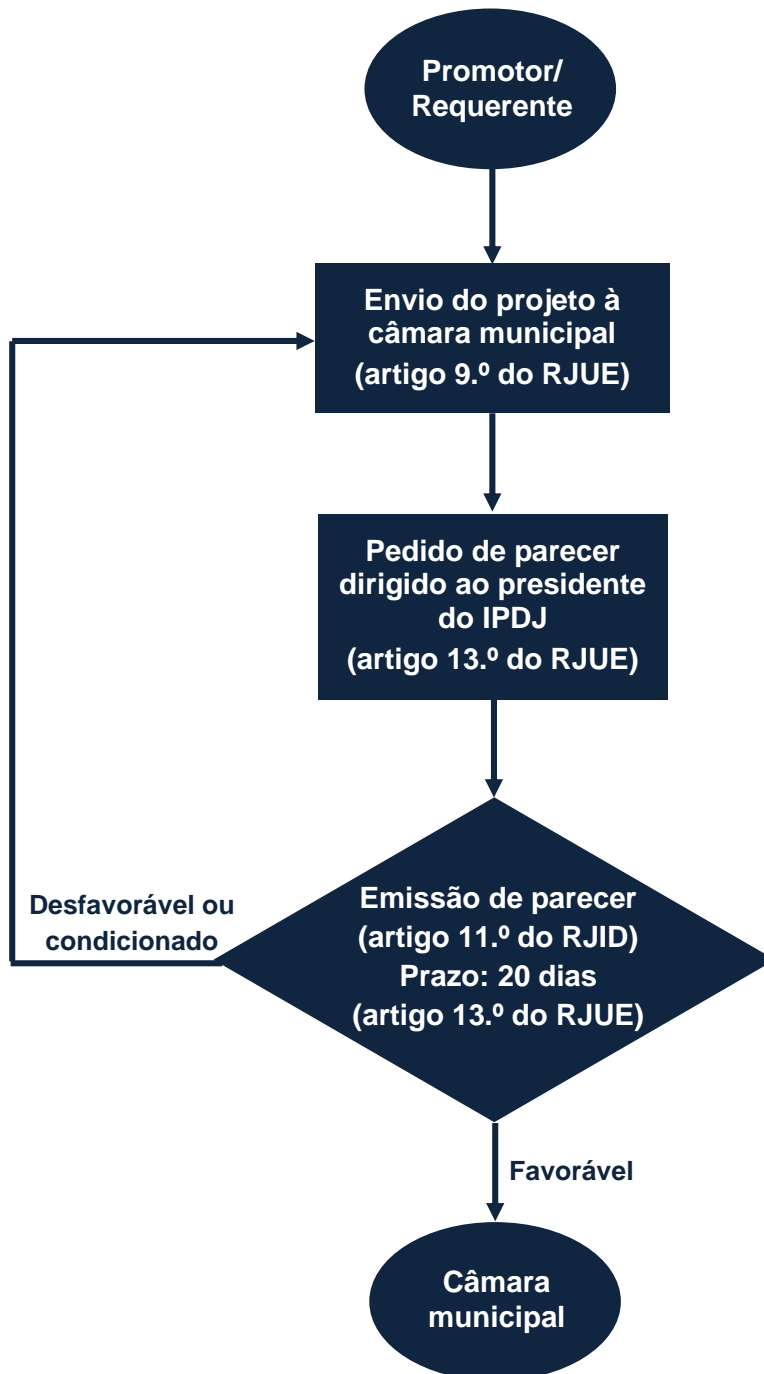 Promotor/
Requerente
Envio do projeto à
câmara municipal
(artigo 9.º do RJUE)
Pedido de parecer
dirigido ao presidente
do IPDJ
(artigo 13.º do RJUE)
Desfavorável ou
condicionado
Emissão de parecer
(artigo 11.º do RJID)
Prazo: 20 dias
(artigo 13.º do RJUE)
Favorável
Câmara
municipal